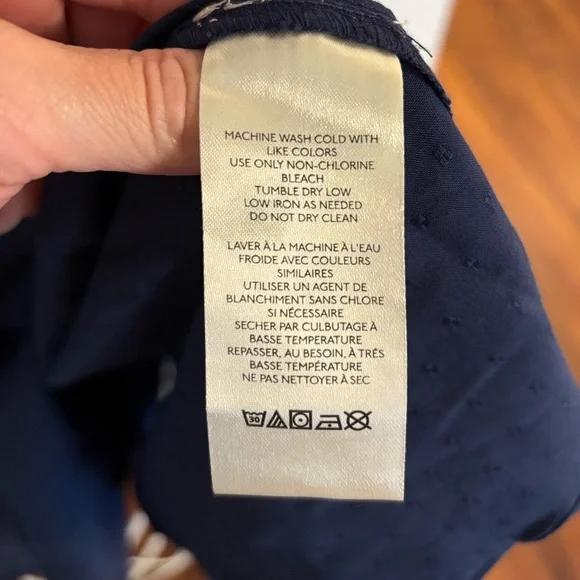 MACHINE WASH COLD WITH
LIKE COLORS
USE ONLY NON-CHLORINE
BLEACH
TUMBLE DRY LOW
LOW IRON AS NEEDED
DO NOT DRY CLEAN
LAVER À LA MACHINE À L'EAU
FROIDE AVEC COULEURS
SIMILAIRES
UTILISER UN AGENT DE
BLANCHIMENT SANS CHLORE
SI NÉCESSAIRE
SECHER PAR CULBUTAGE À
BASSE TEMPERATURE
REPASSER, AU BESOIN, À TRÈS
BASSE TEMPÉRATURE
NE PAS NETTOYER À SEC
30